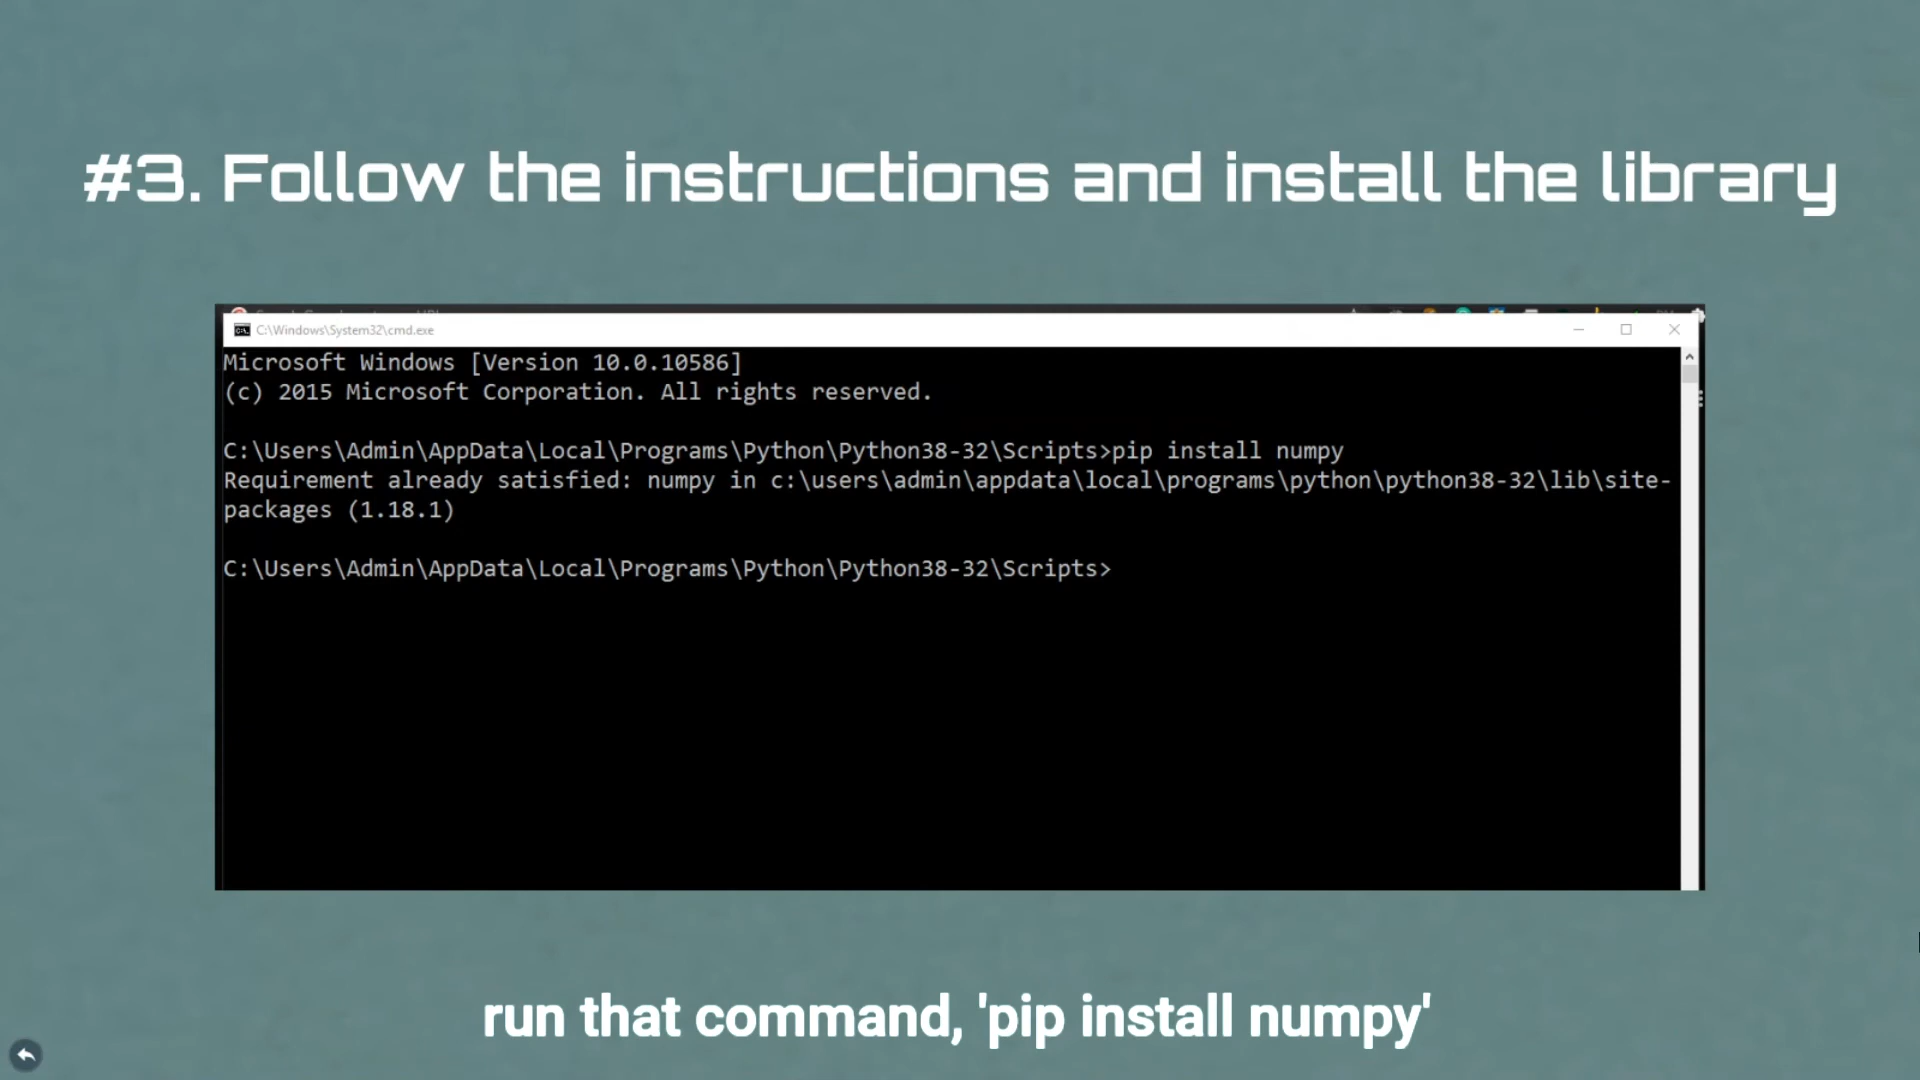 #3. Follow the instructions and install the library
C:\Windows\System32\cmd.exe
Microsoft Windows [Version 10.0.10586]
(c) 2015 Microsoft Corporation. All rights reserved.
C:\Users\Admin\AppData\Local\Programs\Python\Python38-32\Scripts>pip install numpy
Requirement already satisfied: numpy in c:\users\admin\appdata\local\programs\python\python38-32\lib\site-
packages (1.18.1)
C:\Users\Admin\AppData\Local\Programs\Python\Python38-32\Scripts>
run that command, 'pip install numpy'